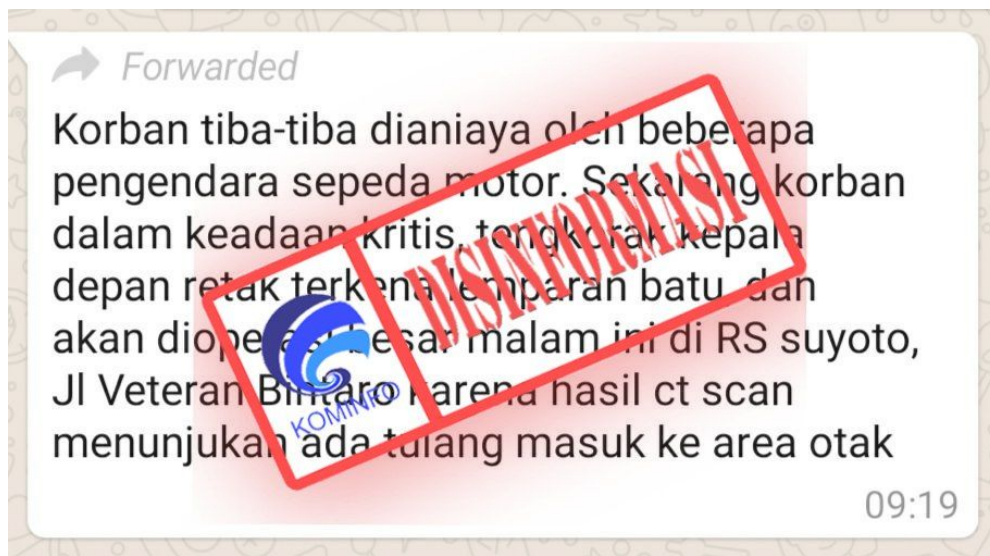 Forwarded
Korban tiba-tiba dianiaya oleh beberapa
pengendara sepeda motor. Sekarang korban
dalam keadaan kritis, tengkorak kepala
depan retak terkena lemparan batu, dan
akan dioperasi besar malam ini di RS suyoto,
Jl Veteran Bintaro karena hasil ct scan
menunjukan ada tulang masuk ke area otak
09:19
KOMINFO
DISINFORMASI